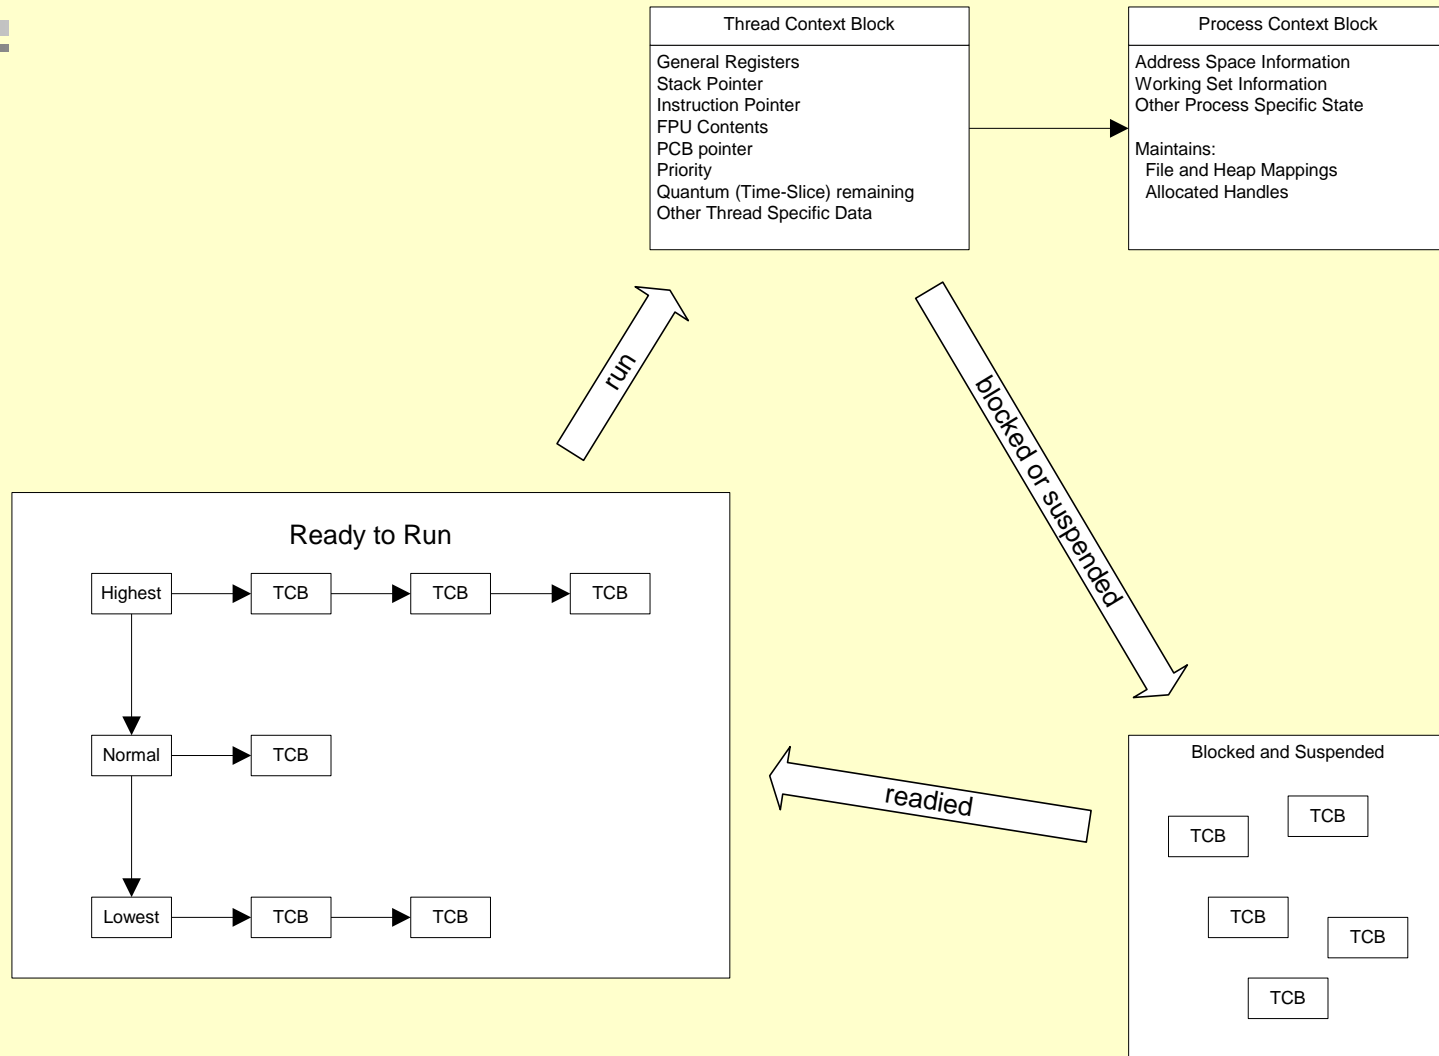 Thread Context Block
General Registers
Stack Pointer
Instruction Pointer
FPU Contents
PCB pointer
Priority
Quantum (Time-Slice) remaining
Other Thread Specific Data
Process Context Block
Address Space Information
Working Set Information
Other Process Specific State
Maintains:
File and Heap Mappings
Allocated Handles
run
blocked or suspended
Ready to Run
Highest
TCB
TCB
TCB
Normal
TCB
Lowest
TCB
TCB
readied
Blocked and Suspended
TCB
TCB
TCB
TCB
TCB